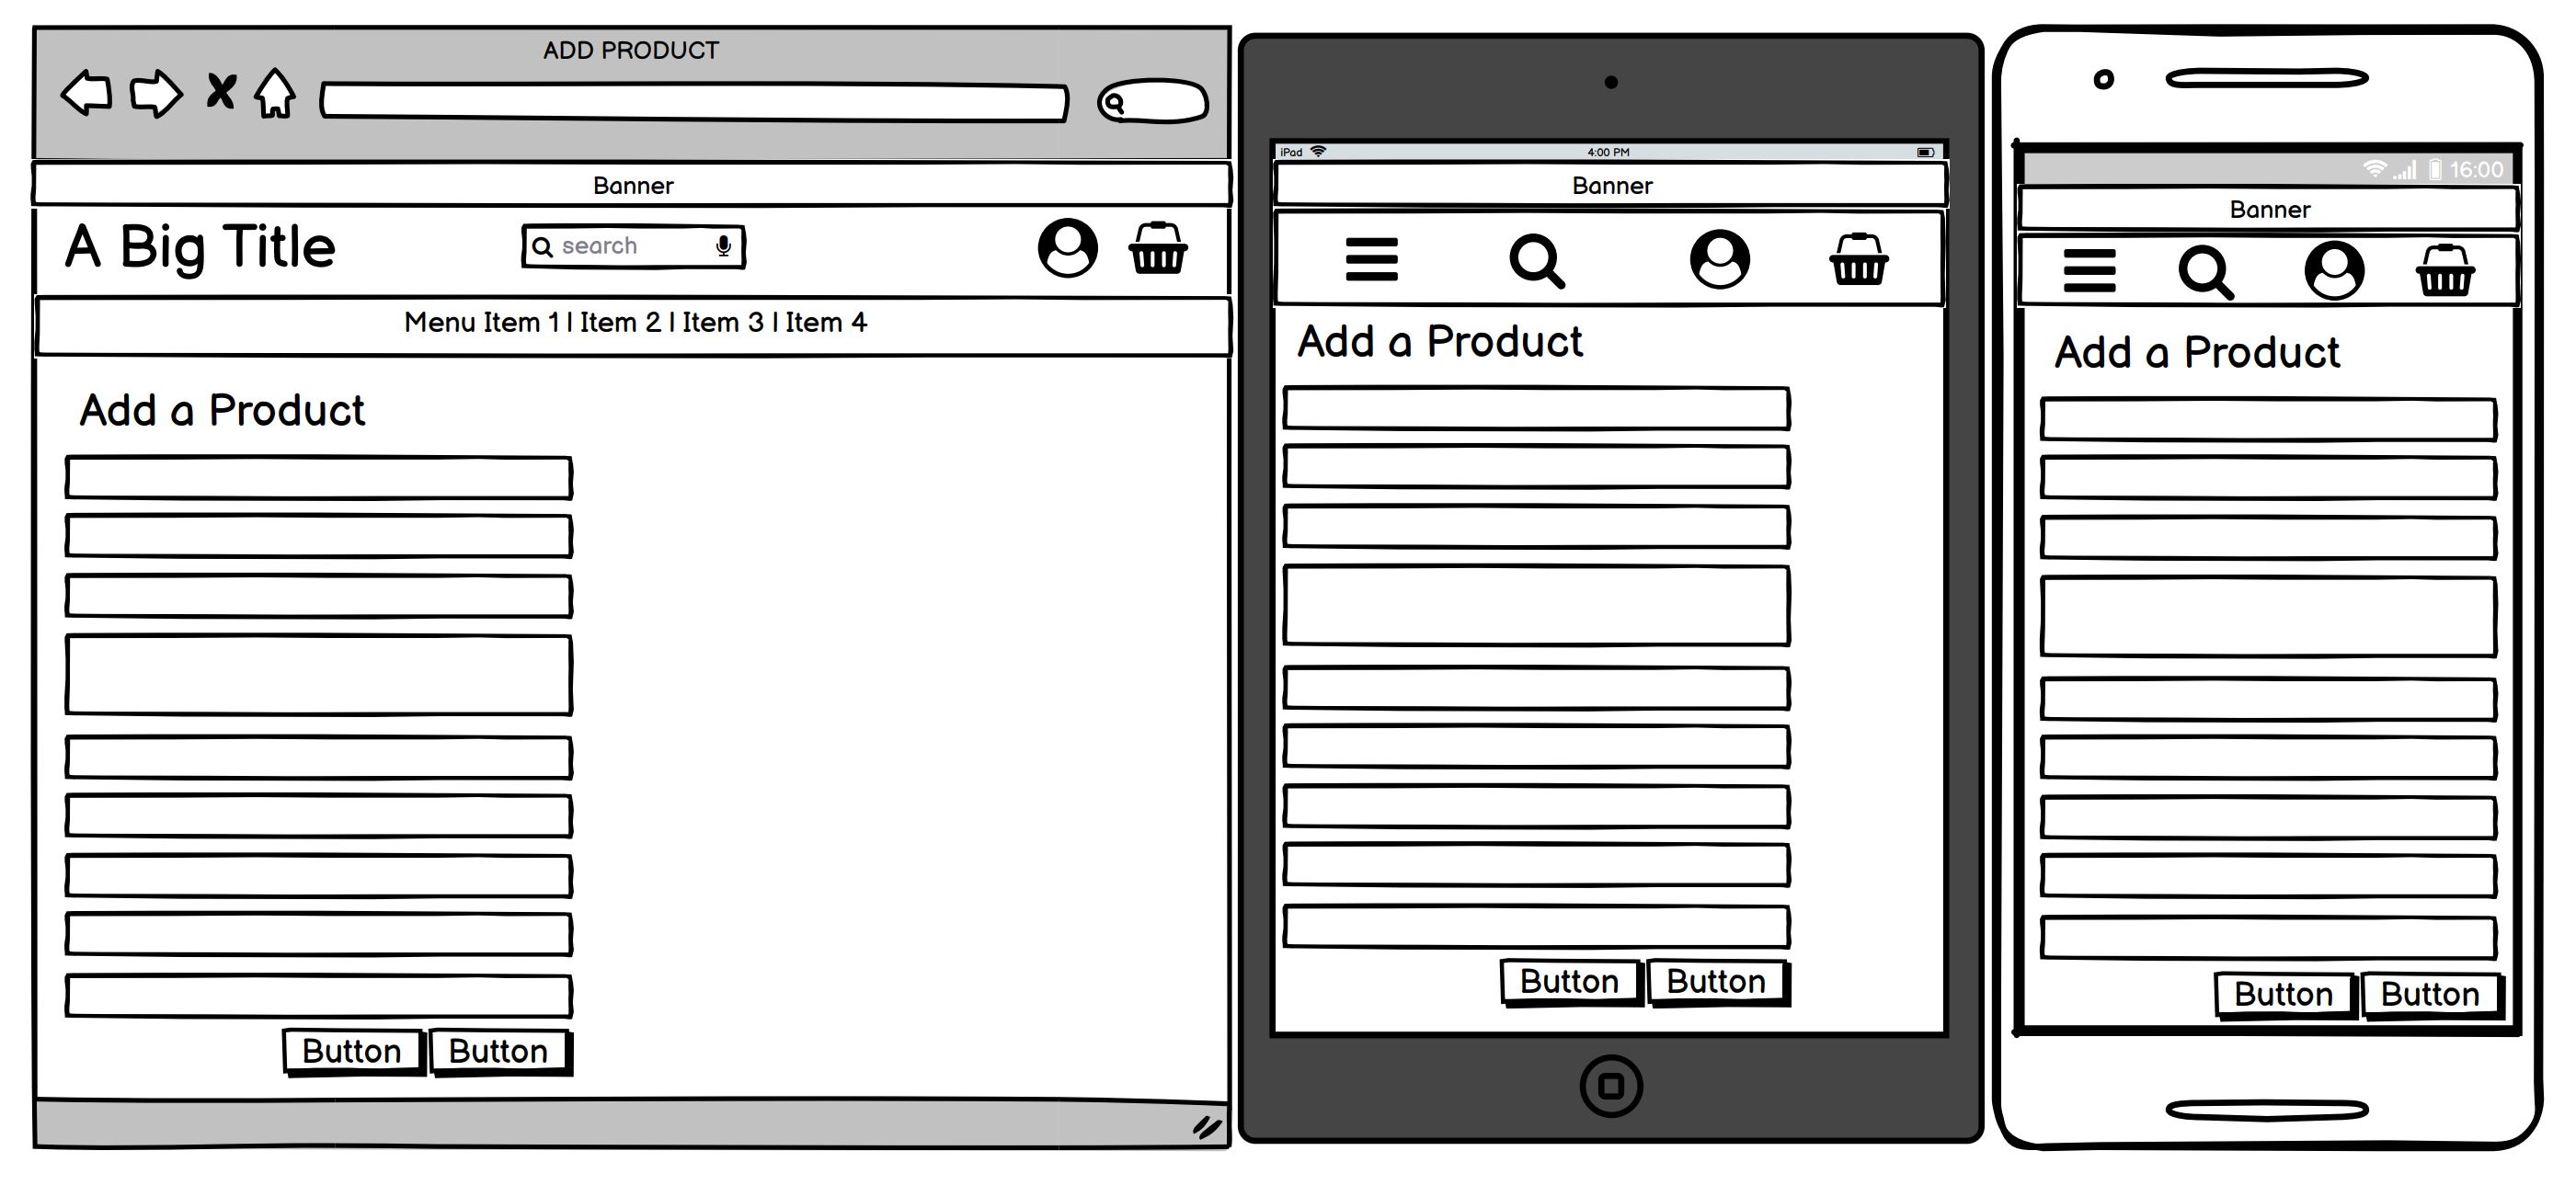 ADD PRODUCT
Banner
A Big Title
search
Menu Item 1 | Item 2 | Item 3 | Item 4
Add a Product
Button Button
iPad 4:00 PM
Banner
Add a Product
Button Button
16:00
Banner
Add a Product
Button Button